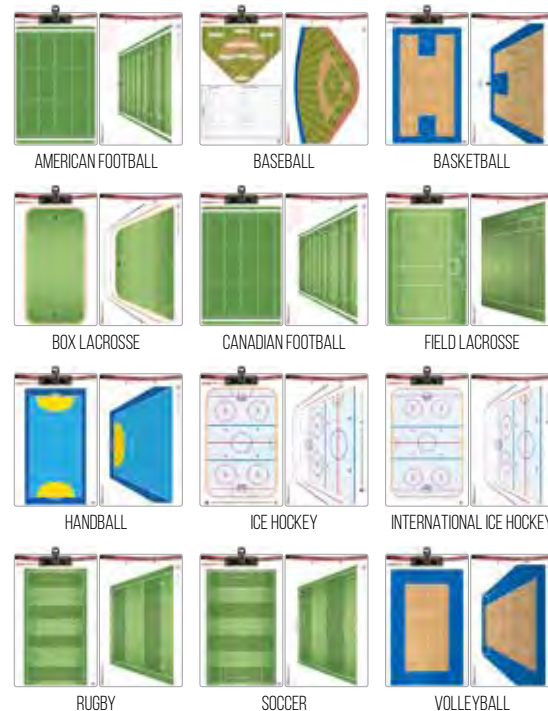 AMERICAN FOOTBALL
BASEBALL
BASKETBALL
BOX LACROSSE
CANADIAN FOOTBALL
FIELD LACROSSE
HANDBALL
ICE HOCKEY
INTERNATIONAL ICE HOCKEY
RUGBY
SOCCER
VOLLEYBALL